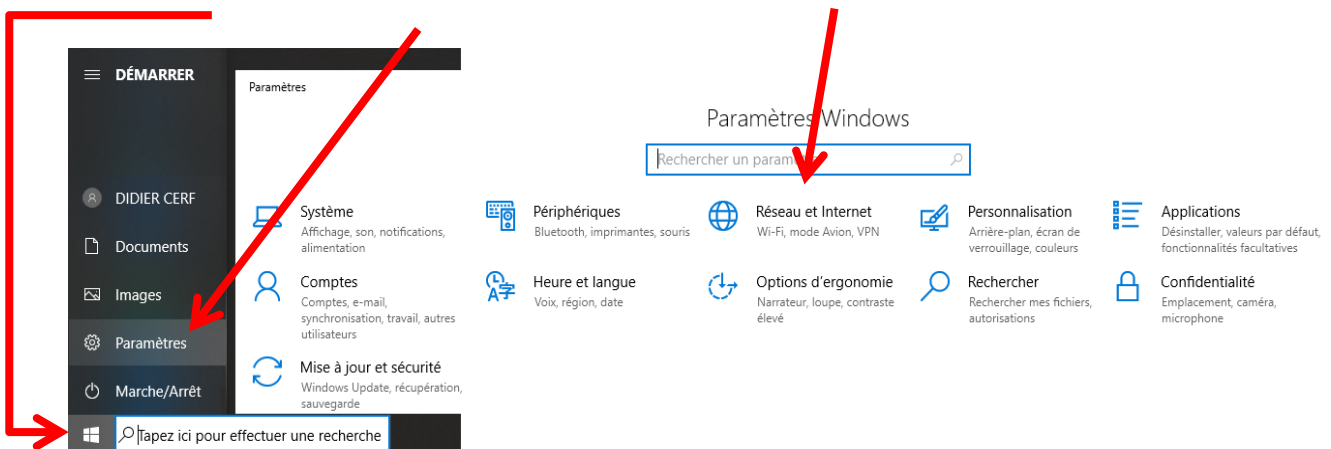 DÉMARRER
DIDIER CERF
Documents
Images
Paramètres
Marche/Arrêt
Tapez ici pour effectuer une recherche
Paramètres
Paramètres Windows
Rechercher un param
Système
Affichage, son, notifications,
alimentation
Périphériques
Bluetooth, imprimantes, souris
Réseau et Internet
Wi-Fi, mode Avion, VPN
Personnalisation
Arrière-plan, écran de
verrouillage, couleurs
Applications
Désinstaller, valeurs par défaut,
fonctionnalités facultatives
Comptes
Comptes, e-mail,
synchronisation, travail, autres
utilisateurs
Heure et langue
Voix, région, date
Options d'ergonomie
Narrateur, loupe, contraste
élevé
Rechercher
Rechercher mes fichiers,
autorisations
Confidentialité
Emplacement, caméra,
microphone
Mise à jour et sécurité
Windows Update, récupération,
sauvegarde